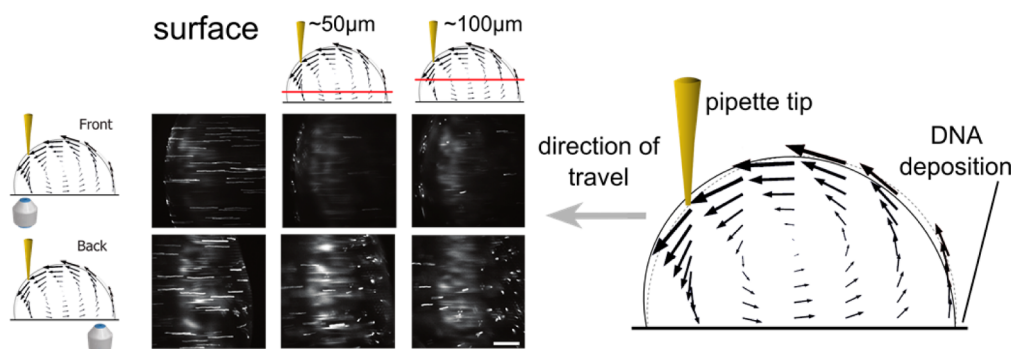 surface
~50µm
~100µm
Front
Back
pipette tip
direction of
travel
DNA
deposition